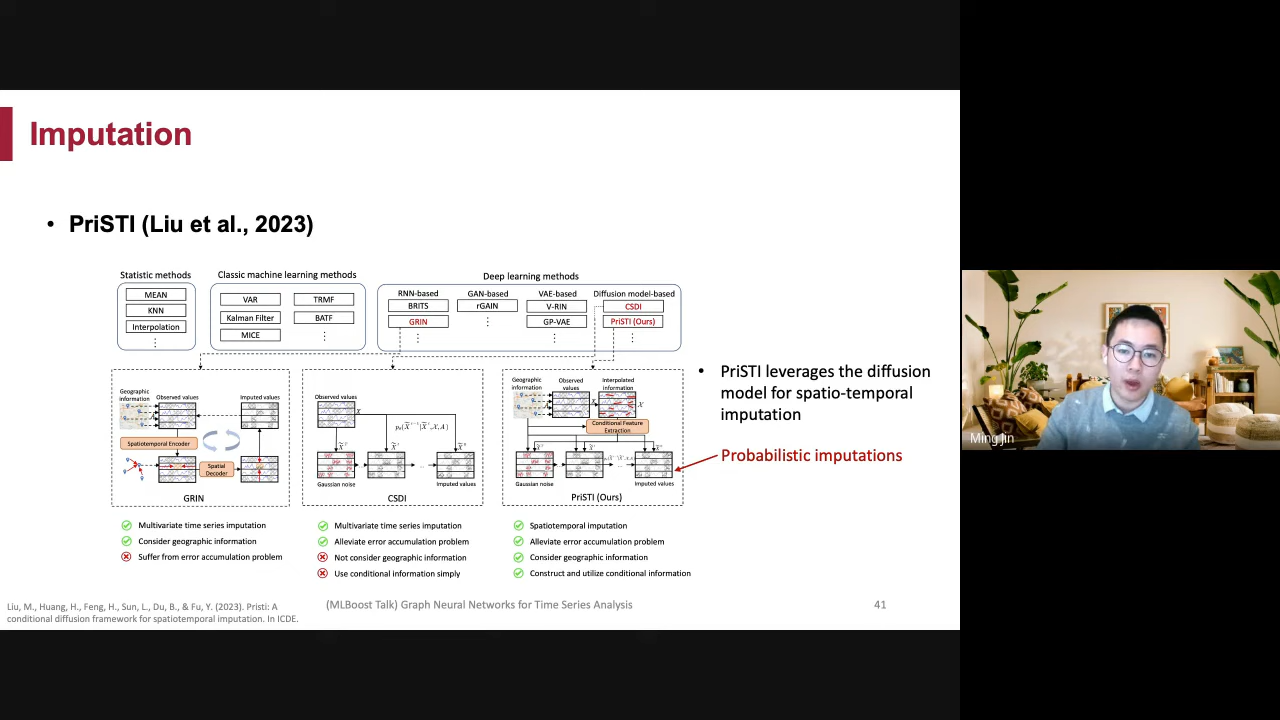 Imputation
• PriSTI (Liu et al., 2023)
Statistic methods
MEAN
KNN
Interpolation
Classic machine learning methods
VAR
TRMF
Kalman Filter
BATF
MICE
Deep learning methods
RNN-based
BRITS
GRIN
GAN-based
rGAIN
VAE-based
V-RIN
GP-VAE
Diffusion model-based
CSDI
PriSTI (Ours)
Geographic
information
Observed values
Imputed values
Spatiotemporal Encoder
Spatial
Decoder
GRIN
Observed values
Gaussian noise
Imputed values
CSDI
Geographic
information
Observed
values
Interpolated
information
Conditional Feature
Extraction
Gaussian noise
Imputed values
PriSTI (Ours)
Multivariate time series imputation
Consider geographic information
Suffer from error accumulation problem
Multivariate time series imputation
Alleviate error accumulation problem
Not consider geographic information
Use conditional information simply
Spatiotemporal imputation
Alleviate error accumulation problem
Consider geographic information
Construct and utilize conditional information
• PriSTI leverages the diffusion
model for spatio-temporal
imputation
Probabilistic imputations
Ming Jin
Liu, M., Huang, H., Feng, H., Sun, L., Du, B., & Fu, Y. (2023). Pristi: A
conditional diffusion framework for spatiotemporal imputation. In ICDE.
(MLBoost Talk) Graph Neural Networks for Time Series Analysis
41